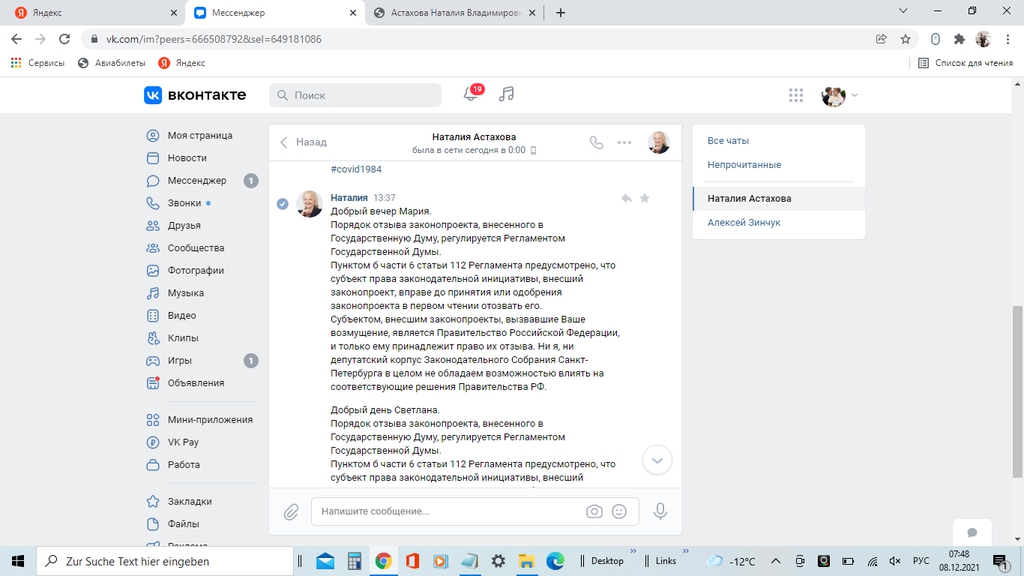 Яндекс
Мессенджер
Астахова Наталия Владимиров
vk.com/im?peers=666508792&sel=649181086
Сервисы
Авиабилеты
Яндекс
Список для чтения
вконтакте
Поиск
19
Моя страница
Новости
Мессенджер
1
Звонки
Друзья
Сообщества
Фотографии
Музыка
Видео
Клипы
Игры
1
Объявления
Мини-приложения
VK Pay
Работа
Закладки
Файлы
Реклама
Назад
Наталия Астахова
была в сети сегодня в 0:00
#covid1984
Наталия 13:37
Добрый вечер Мария.
Порядок отзыва законопроекта, внесенного в
Государственную Думу, регулируется Регламентом
Государственной Думы.
Пунктом б части 6 статьи 112 Регламента предусмотрено, что
субъект права законодательной инициативы, внесший
законопроект, вправе до принятия или одобрения
законопроекта в первом чтении отозвать его.
Субъектом, внесшим законопроекты, вызвавшие Ваше
возмущение, является Правительство Российской Федерации,
и только ему принадлежит право их отзыва. Ни я, ни
депутатский корпус Законодательного Собрания Санкт-
Петербурга в целом не обладаем возможностью влиять на
соответствующие решения Правительства РФ.
Добрый день Светлана.
Порядок отзыва законопроекта, внесенного в
Государственную Думу, регулируется Регламентом
Государственной Думы.
Пунктом б части 6 статьи 112 Регламента предусмотрено, что
субъект права законодательной инициативы, внесший
Напишите сообщение...
Все чаты
Непрочитанные
Наталия Астахова
Алексей Зинчук
Zur Suche Text hier eingeben
Desktop
Links
-12°C
РУС
07:48
08.12.2021
1